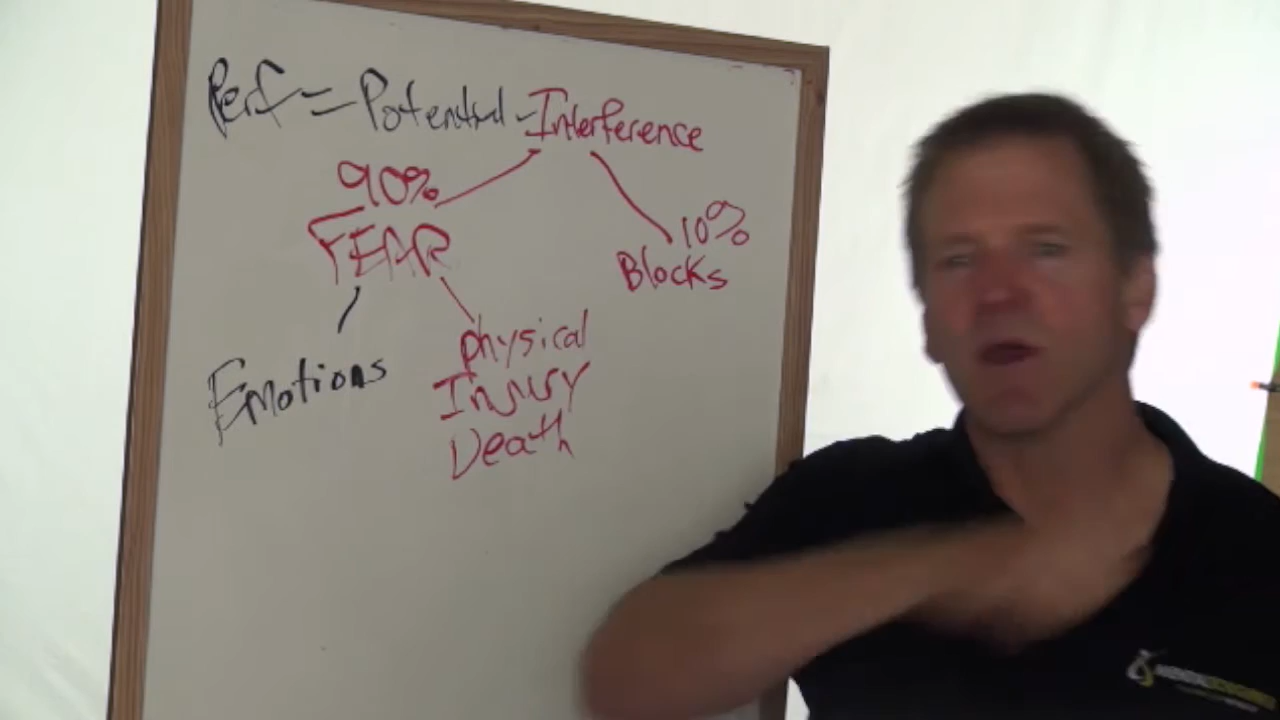 Perf = Potential - Interference
90%
FEAR
10%
Blocks
Emotions
physical
Injury
Death